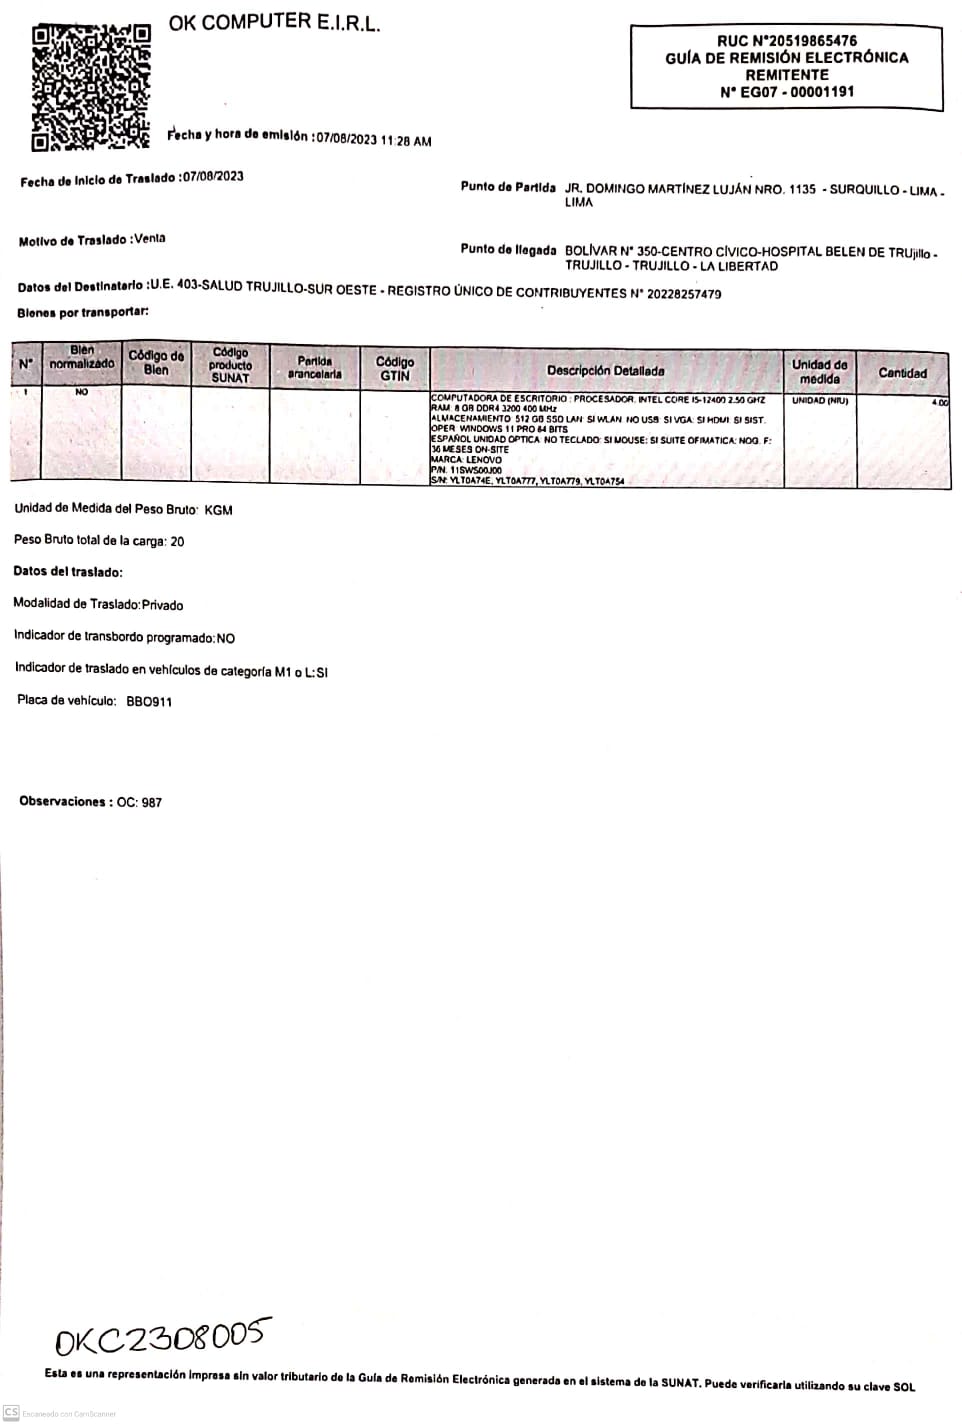 OK COMPUTER E.I.R.L.
RUC N°20519865476
GUÍA DE REMISIÓN ELECTRÓNICA
REMITENTE
N° EG07 - 00001191
Fecha y hora de emisión :07/08/2023 11:28 AM
Fecha de Inicio de Traslado :07/08/2023
Punto de Partida JR. DOMINGO MARTÍNEZ LUJÁN NRO. 1135 - SURQUILLO - LIMA -
LIMA
Motivo de Traslado :Venta
Punto de llegada BOLÍVAR N° 350-CENTRO CÍVICO-HOSPITAL BELEN DE TRUjillo -
TRUJILLO - TRUJILLO - LA LIBERTAD
Datos del Destinatario :U.E. 403-SALUD TRUJILLO-SUR OESTE - REGISTRO ÚNICO DE CONTRIBUYENTES N° 20228257479
Bienes por transportar:
N° Bien normalizado Código de Bien Código producto SUNAT Partida arancelaria Código GTIN Descripción Detallada Unidad de medida Cantidad
1 NO COMPUTADORA DE ESCRITORIO : PROCESADOR: INTEL CORE I5-12400 2.50 GHZ UNIDAD (NIU) 4.00
RAM: 8 GB DDR4 3200 400 MHz
ALMACENAMIENTO: 512 GB SSD LAN: SI WLAN: NO USB: SI VGA: SI HDMI: SI SIST.
OPER: WINDOWS 11 PRO 64 BITS
ESPAÑOL UNIDAD OPTICA: NO TECLADO: SI MOUSE: SI SUITE OFIMATICA: NOG. F:
36 MESES ON-SITE
MARCA: LENOVO
P/N: 11SWS00J00
S/N: YLT0A74E, YLT0A777, YLT0A779, YLT0A754
Unidad de Medida del Peso Bruto: KGM
Peso Bruto total de la carga: 20
Datos del traslado:
Modalidad de Traslado:Privado
Indicador de transbordo programado:NO
Indicador de traslado en vehículos de categoría M1 o L:SI
Placa de vehículo: BBO911
Observaciones : OC: 987
OKC2308005
Esta es una representación impresa sin valor tributario de la Guía de Remisión Electrónica generada en el sistema de la SUNAT. Puede verificarla utilizando su clave SOL
CS Escaneado con CamScanner